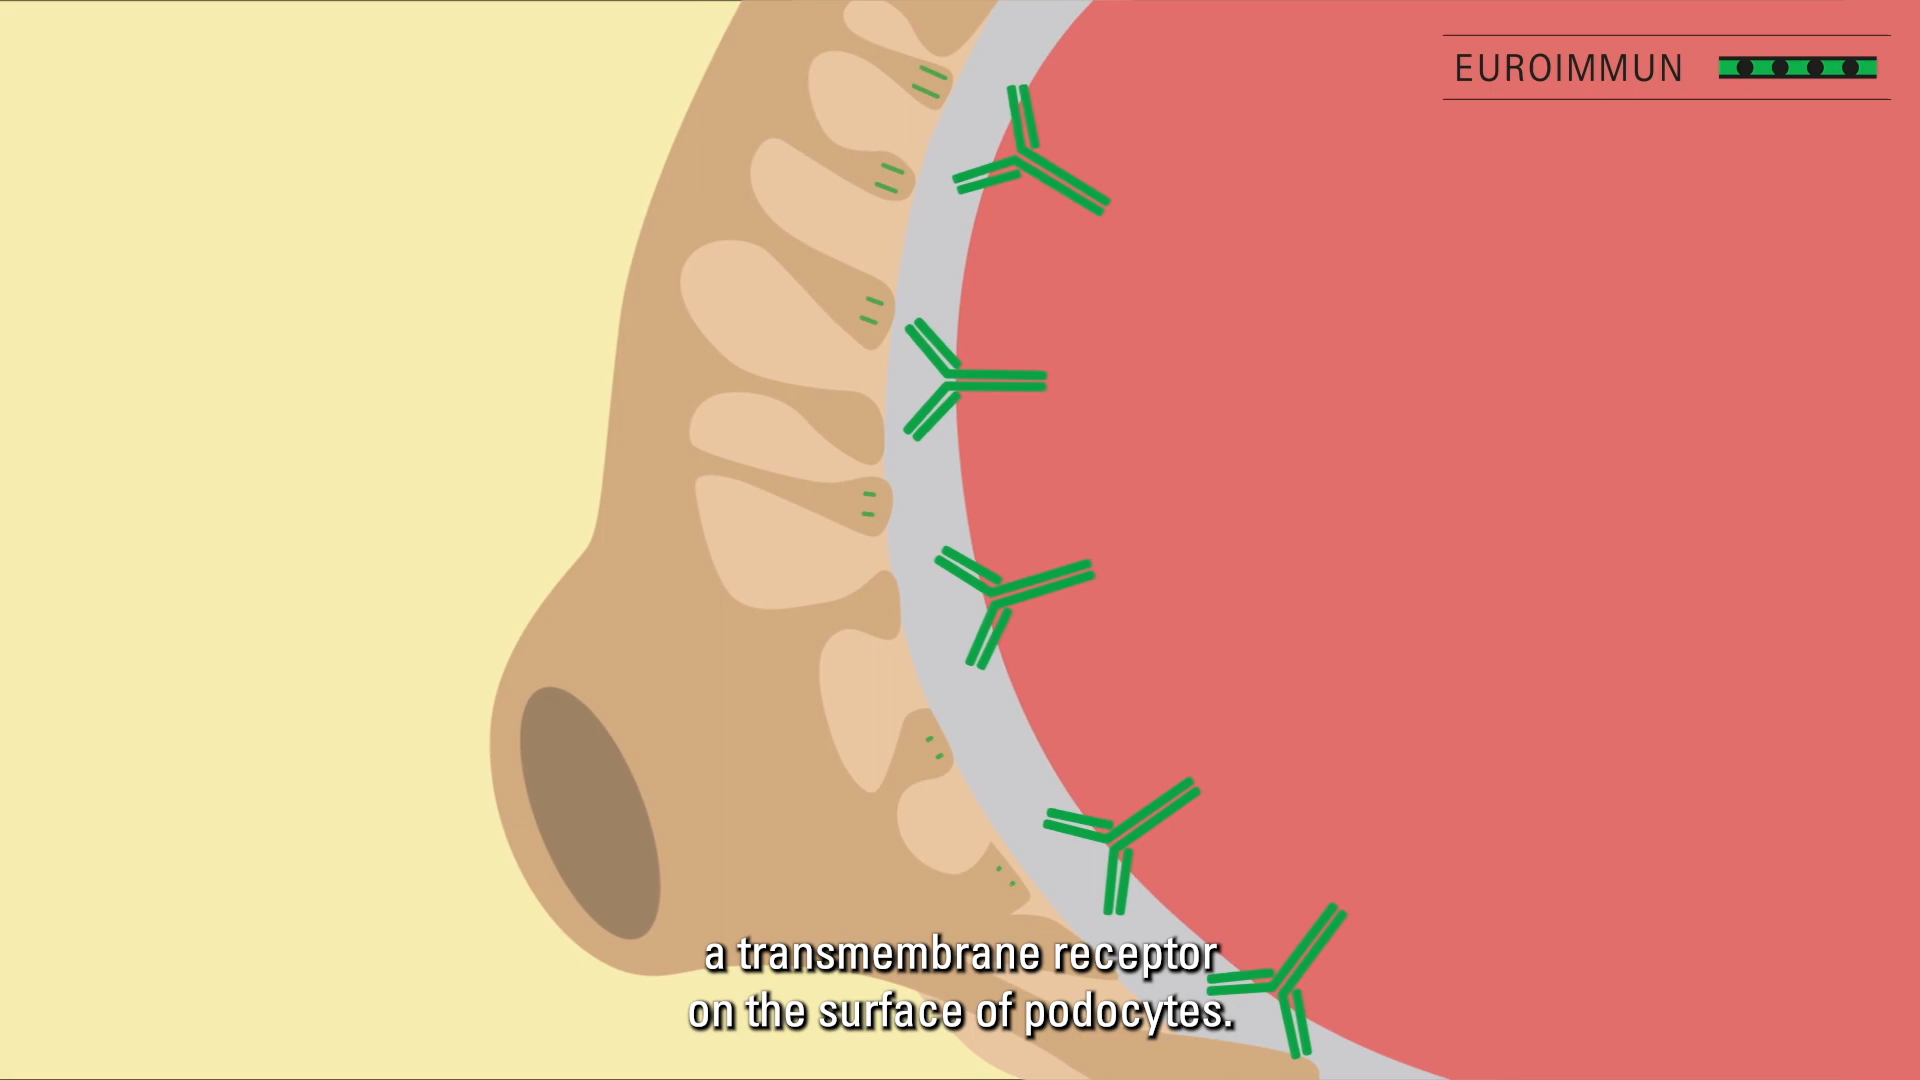 EUROIMMUN
a transmembrane receptor
on the surface of podocytes.